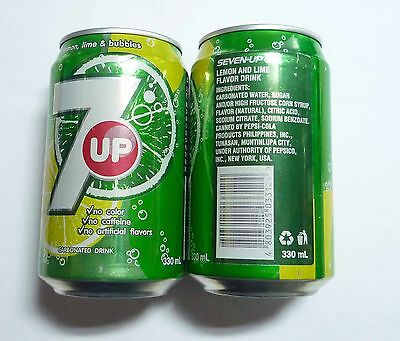 lemon, lime & bubbles
7
UP
no color
no caffeine
no artificial flavors
CARBONATED DRINK
330 mL
SEVEN-UP
LEMON AND LIME
FLAVOR DRINK
INGREDIENTS:
CARBONATED WATER, SUGAR
AND/OR HIGH FRUCTOSE CORN SYRUP,
FLAVOR (NATURAL), CITRIC ACID,
SODIUM CITRATE, SODIUM BENZOATE.
CANNED BY PEPSI-COLA
PRODUCTS PHILIPPINES, INC.,
TUNASAN, MUNTINLUPA CITY,
UNDER AUTHORITY OF PEPSICO,
INC., NEW YORK, USA.
330 mL
330 mL